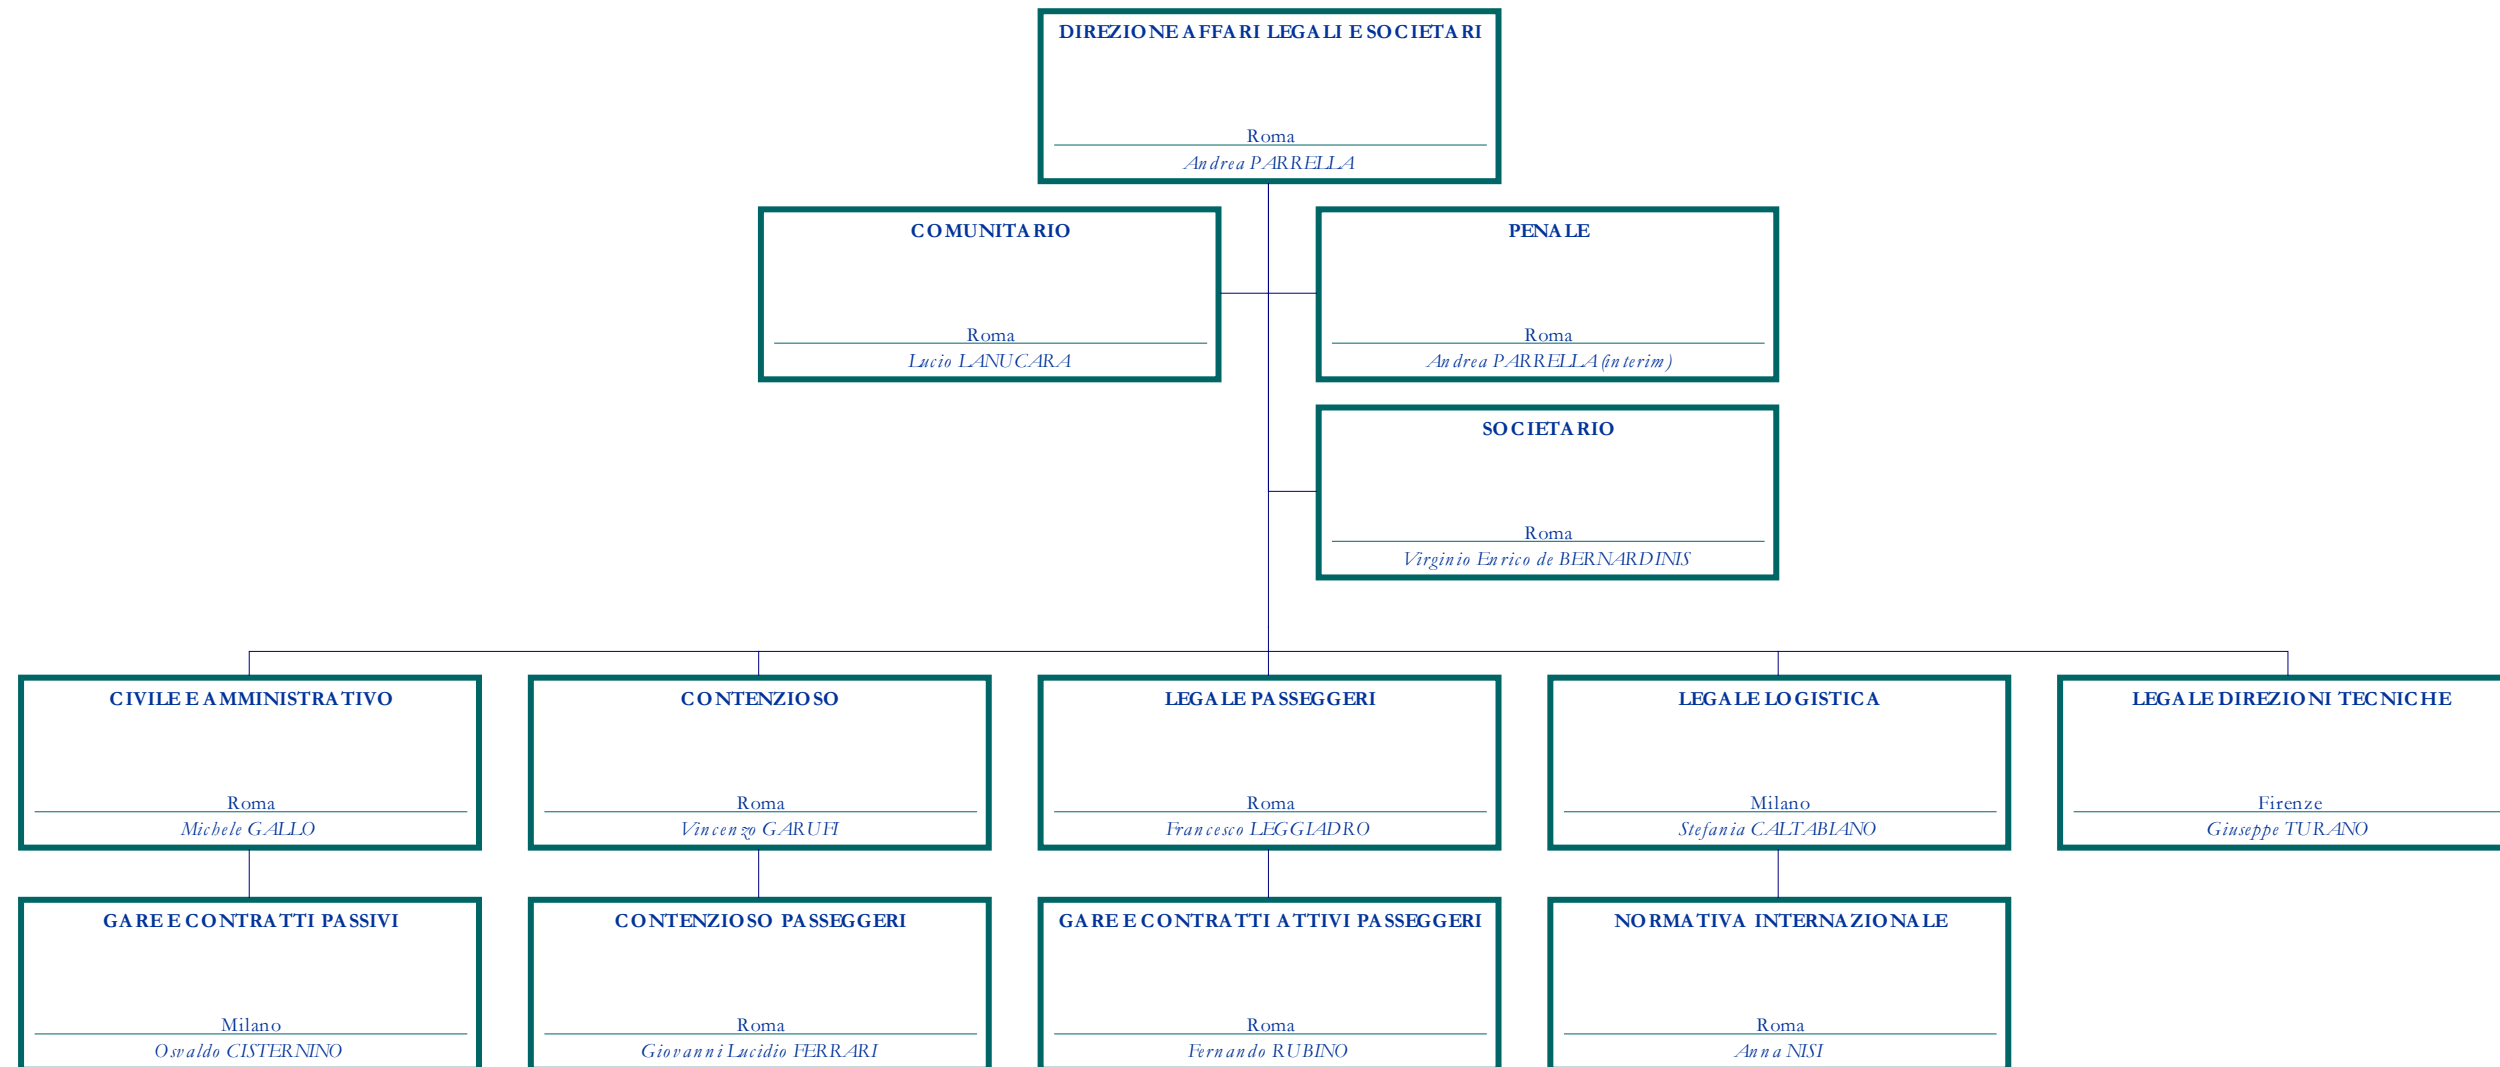 DIREZIONE AFFARI LEGALI E SOCIETARI
Roma
Andrea PARRELLA
COMUNITARIO
Roma
Lucio LANUCARA
PENALE
Roma
Andrea PARRELLA (interim)
SOCIETARIO
Roma
Virginio Enrico de BERNARDINIS
CIVILE E AMMINISTRATIVO
Roma
Michele GALLO
CONTENZIOSO
Roma
Vincenzo GARUFI
LEGALE PASSEGGERI
Roma
Francesco LEGGIADRO
LEGALE LOGISTICA
Milano
Stefania CALTABIANO
LEGALE DIREZIONI TECNICHE
Firenze
Giuseppe TURANO
GARE E CONTRATTI PASSIVI
Milano
Osvaldo CISTERNINO
CONTENZIOSO PASSEGGERI
Roma
Giovanni Lucidio FERRARI
GARE E CONTRATTI ATTIVI PASSEGGERI
Roma
Fernando RUBINO
NORMATIVA INTERNAZIONALE
Roma
Anna NISI